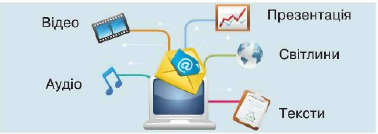 Відео
Презентація
Світлини
Аудіо
Тексти